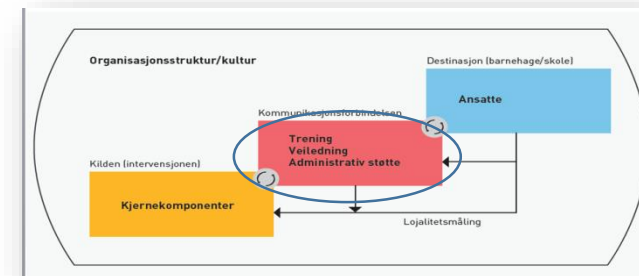 Organisasjonsstruktur/kultur
Destinasjon (barnehage/skole)
Ansatte
Kommunikasjonsforbindelsen
Trening
Veiledning
Administrativ støtte
Kilden (intervensjonen)
Kjernekomponenter
Lojalitetsmåling